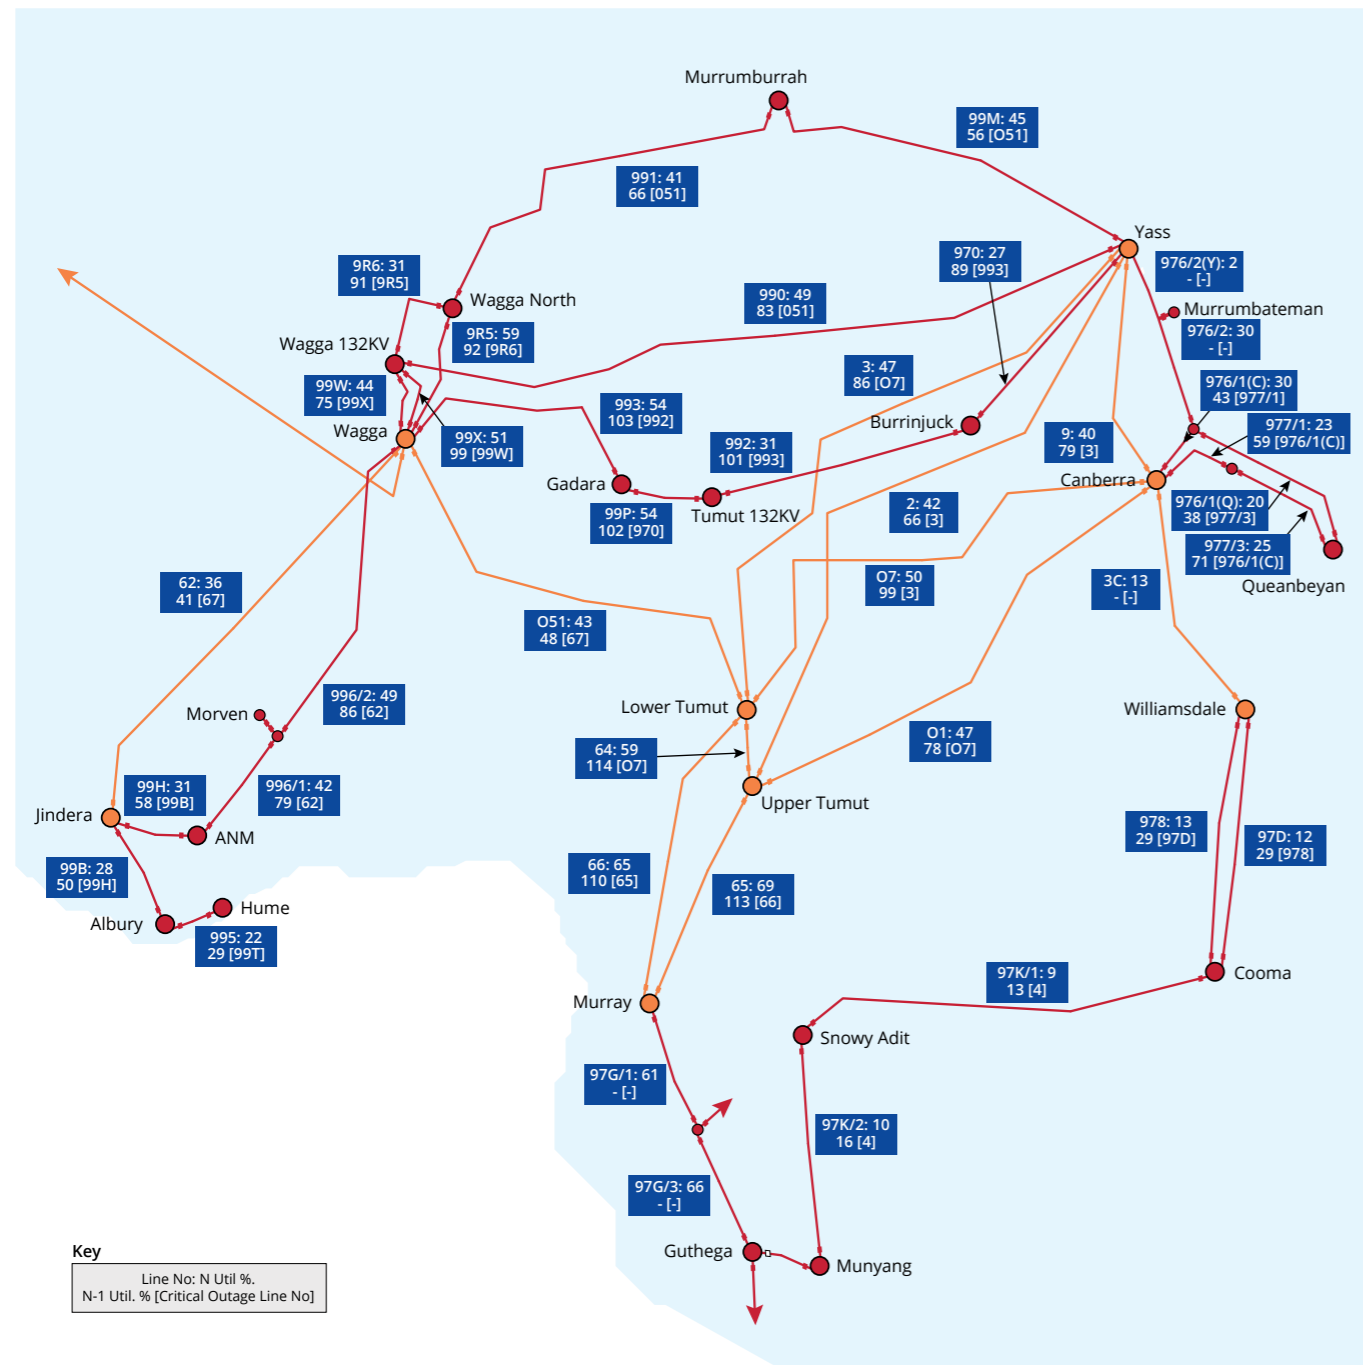 Murrumburrah
99M: 45
56 [O51]
991: 41
66 [051]
Yass
970: 27
89 [993]
976/2(Y): 2
- [-]
9R6: 31
91 [9R5]
Wagga North
990: 49
83 [051]
Murrumbateman
976/2: 30
- [-]
9R5: 59
92 [9R6]
Wagga 132KV
99W: 44
75 [99X]
3: 47
86 [O7]
976/1(C): 30
43 [977/1]
993: 54
103 [992]
Burrinjuck
977/1: 23
59 [976/1(C)]
Wagga
99X: 51
99 [99W]
992: 31
101 [993]
9: 40
79 [3]
Gadara
Canberra
99P: 54
102 [970]
Tumut 132KV
2: 42
66 [3]
976/1(Q): 20
38 [977/3]
977/3: 25
71 [976/1(C)]
Queanbeyan
62: 36
41 [67]
O7: 50
99 [3]
3C: 13
- [-]
O51: 43
48 [67]
Morven
996/2: 49
86 [62]
Lower Tumut
Williamsdale
64: 59
114 [O7]
O1: 47
78 [O7]
99H: 31
58 [99B]
996/1: 42
79 [62]
Upper Tumut
Jindera
ANM
978: 13
29 [97D]
97D: 12
29 [978]
99B: 28
50 [99H]
66: 65
110 [65]
65: 69
113 [66]
Hume
Albury
995: 22
29 [99T]
Cooma
97K/1: 9
13 [4]
Murray
Snowy Adit
97G/1: 61
- [-]
97K/2: 10
16 [4]
97G/3: 66
- [-]
Guthega
Munyang
Key
Line No: N Util %.
N-1 Util. % [Critical Outage Line No]